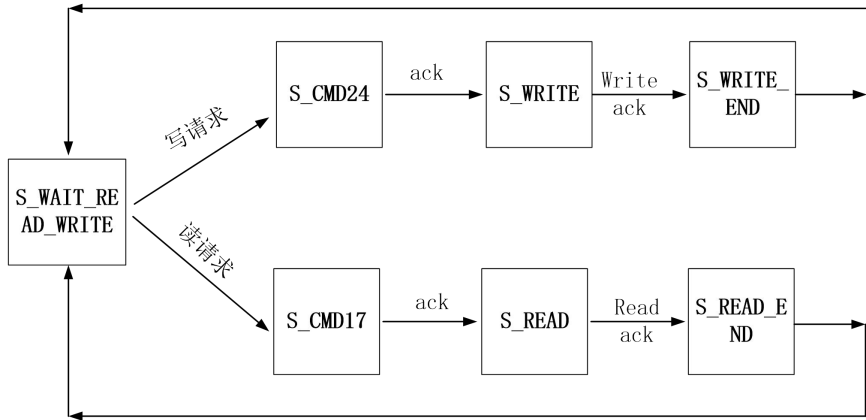 S_CMD24
ack
S_WRITE
Write
ack
S_WRITE_
END
写请求
S_WAIT_RE
AD_WRITE
读请求
S_CMD17
ack
S_READ
Read
ack
S_READ_E
ND